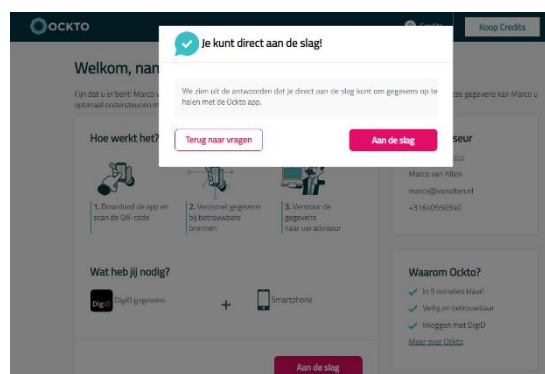 OCKTO
Credits
Koop Credits
Je kunt direct aan de slag!
Welkom, nan
We zien uit de antwoorden dat je direct aan de slag kunt om gegevens op te
halen met de Ockto app.
Fijn dat u er bent! Marco v
ze gegevens kan Marco u
optimaal ondersteunen m
Terug naar vragen
Aan de slag
Hoe werkt het?
seur
Marco van Alten
marco@vanalten.nl
+31640950340
1. Download de app en
scan de QR-code
2. Verzamel gegevens
bij betrouwbare
bronnen
3. Verstuur de
gegevens
naar uw adviseur
Wat heb jij nodig?
DigiD
DigiD gegevens
+
Smartphone
Waarom Ockto?
In 5 minuten klaar!
Veilig en betrouwbaar
Inloggen met DigiD
Meer over Ockto
Aan de slag